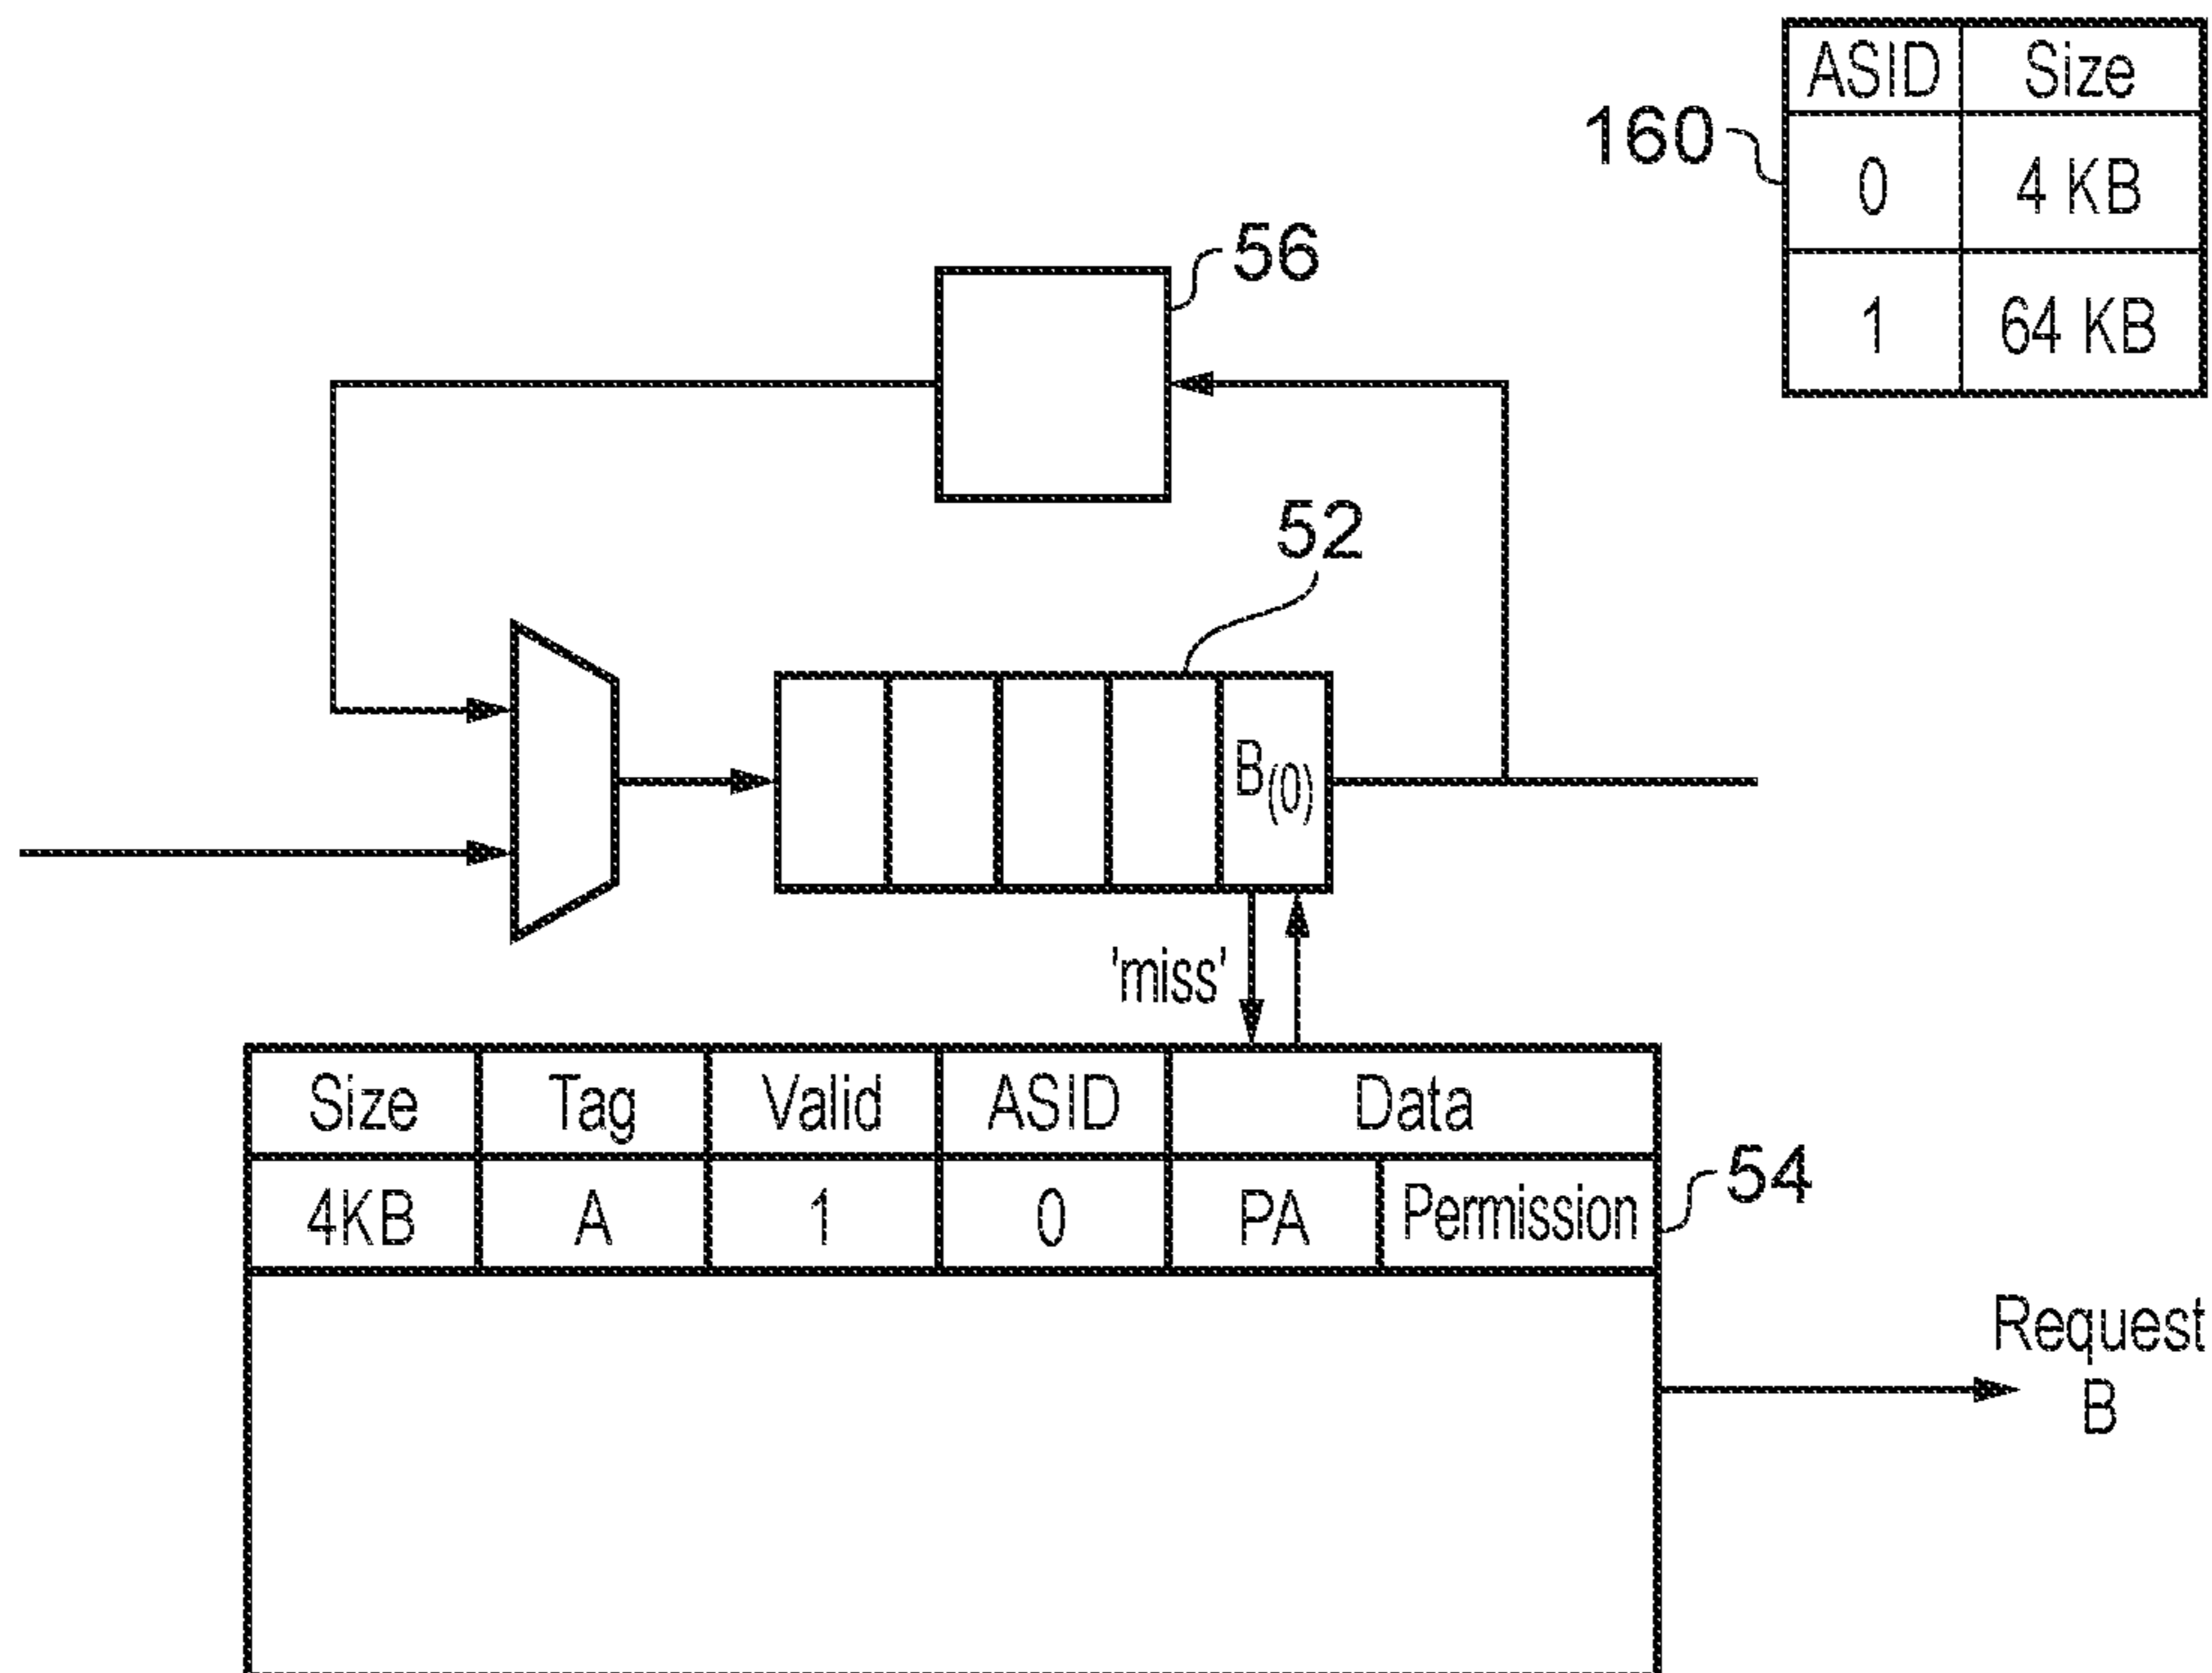 ASID Size
160
0 4 KB
1 64 KB
56
52
B(0)
'miss'
Size Tag Valid ASID Data
4KB A 1 0 PA Permission
54
Request
B